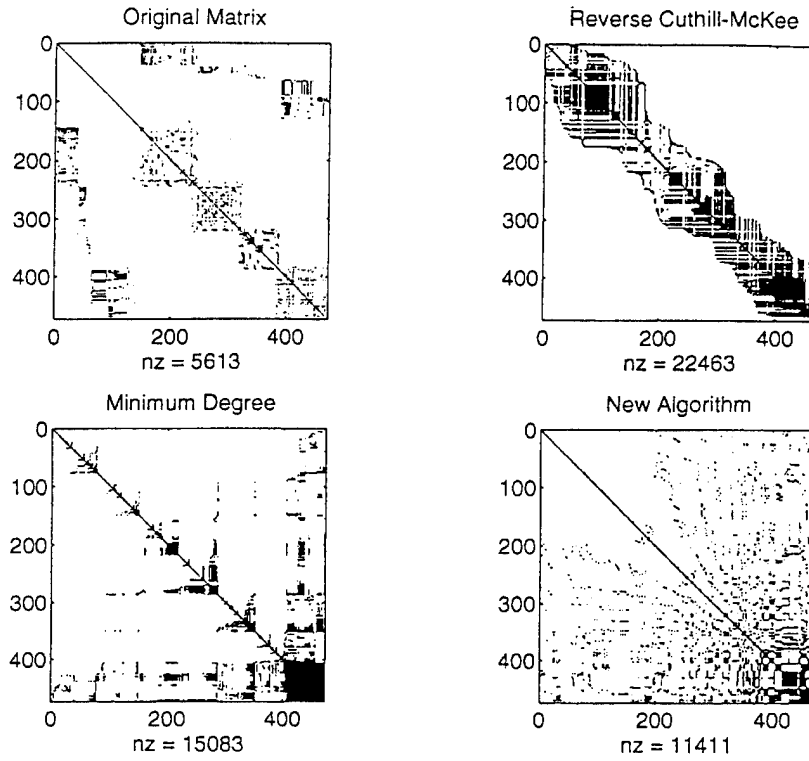 Original Matrix
0
100
200
300
400
0 200 400
nz = 5613
Reverse Cuthill-McKee
0
100
200
300
400
0 200 400
nz = 22463
Minimum Degree
0
100
200
300
400
0 200 400
nz = 15083
New Algorithm
0
100
200
300
400
0 200 400
nz = 11411